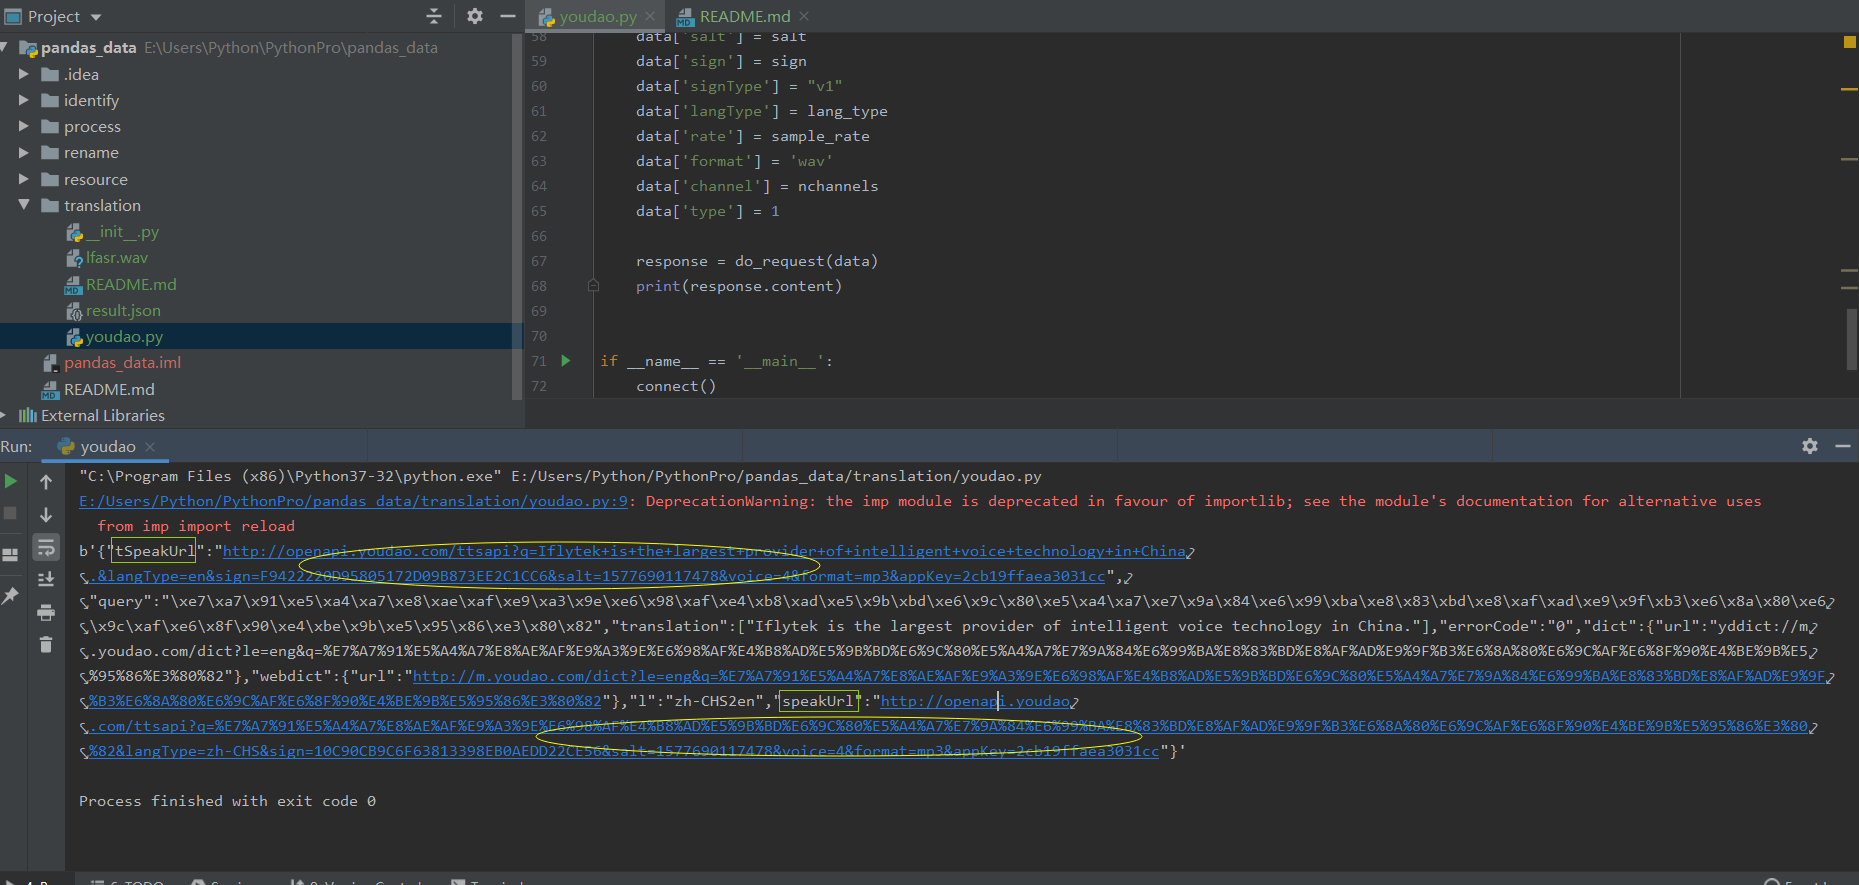 Project
pandas_data E:\Users\Python\PythonPro\pandas_data
.idea
identify
process
rename
resource
translation
__init__.py
lfasr.wav
README.md
result.json
youdao.py
pandas_data.iml
README.md
External Libraries
youdao.py
README.md
58 data['salt'] = salt
59 data['sign'] = sign
60 data['signType'] = "v1"
61 data['langType'] = lang_type
62 data['rate'] = sample_rate
63 data['format'] = 'wav'
64 data['channel'] = nchannels
65 data['type'] = 1
66
67 response = do_request(data)
68 print(response.content)
69
70
71 if __name__ == '__main__':
72 connect()
Run: youdao
"C:\Program Files (x86)\Python37-32\python.exe" E:/Users/Python/PythonPro/pandas_data/translation/youdao.py
E:/Users/Python/PythonPro/pandas_data/translation/youdao.py:9: DeprecationWarning: the imp module is deprecated in favour of importlib; see the module's documentation for alternative uses
from imp import reload
b'{"tSpeakUrl":"http://openapi.youdao.com/ttsapi?q=Iflytek+is+the+largest+provider+of+intelligent+voice+technology+in+China
.&langType=en&sign=F9422220D95805172D09B873EE2C1CC6&salt=1577690117478&voice=4&format=mp3&appKey=2cb19ffaea3031cc",
"query":"\xe7\xa7\x91\xe5\xa4\xa7\xe8\xae\xaf\xe9\xa3\x9e\xe6\x98\xaf\xe4\xb8\xad\xe5\x9b\xbd\xe6\x9c\x80\xe5\xa4\xa7\xe7\x9a\x84\xe6\x99\xba\xe8\x83\xbd\xe8\xaf\xad\xe9\x9f\xb3\xe6\x8a\x80\xe6
\x9c\xaf\xe6\x8f\x90\xe4\xbe\x9b\xe5\x95\x86\xe3\x80\x82","translation":["Iflytek is the largest provider of intelligent voice technology in China."],"errorCode":"0","dict":{"url":"yddict://m
.youdao.com/dict?le=eng&q=%E7%A7%91%E5%A4%A7%E8%AE%AF%E9%A3%9E%E6%98%AF%E4%B8%AD%E5%9B%BD%E6%9C%80%E5%A4%A7%E7%9A%84%E6%99%BA%E8%83%BD%E8%AF%AD%E9%9F%B3%E6%8A%80%E6%9C%AF%E6%8F%90%E4%BE%9B%E5
%95%86%E3%80%82"},"webdict":{"url":"http://m.youdao.com/dict?le=eng&q=%E7%A7%91%E5%A4%A7%E8%AE%AF%E9%A3%9E%E6%98%AF%E4%B8%AD%E5%9B%BD%E6%9C%80%E5%A4%A7%E7%9A%84%E6%99%BA%E8%83%BD%E8%AF%AD%E9%9F
%B3%E6%8A%80%E6%9C%AF%E6%8F%90%E4%BE%9B%E5%95%86%E3%80%82"},"l":"zh-CHS2en","speakUrl":"http://openapi.youdao
.com/ttsapi?q=%E7%A7%91%E5%A4%A7%E8%AE%AF%E9%A3%9E%E6%98%AF%E4%B8%AD%E5%9B%BD%E6%9C%80%E5%A4%A7%E7%9A%84%E6%99%BA%E8%83%BD%E8%AF%AD%E9%9F%B3%E6%8A%80%E6%9C%AF%E6%8F%90%E4%BE%9B%E5%95%86%E3%80
%82&langType=zh-CHS&sign=10C90CB9C6F63813398EB0AEDD22CE56&salt=1577690117478&voice=4&format=mp3&appKey=2cb19ffaea3031cc"}'
Process finished with exit code 0